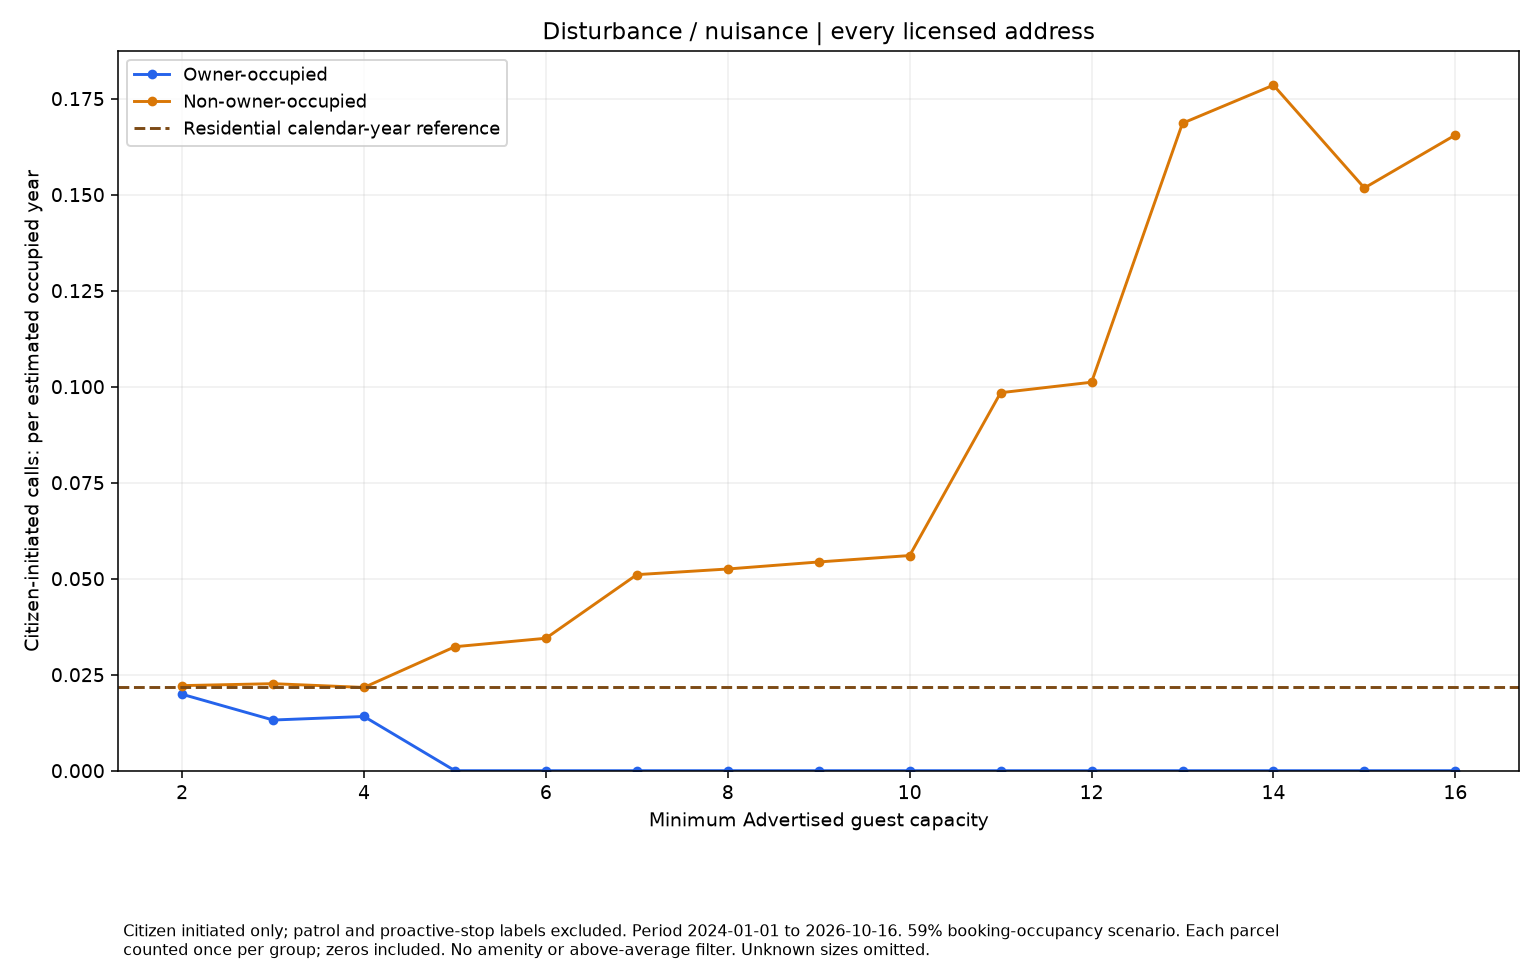 Disturbance / nuisance | every licensed address
Owner-occupied
Non-owner-occupied
Residential calendar-year reference
Citizen-initiated calls: per estimated occupied year
0.175
0.150
0.125
0.100
0.075
0.050
0.025
0.000
2 4 6 8 10 12 14 16
Minimum Advertised guest capacity
Citizen initiated only; patrol and proactive-stop labels excluded. Period 2024-01-01 to 2026-10-16. 59% booking-occupancy scenario. Each parcel
counted once per group; zeros included. No amenity or above-average filter. Unknown sizes omitted.